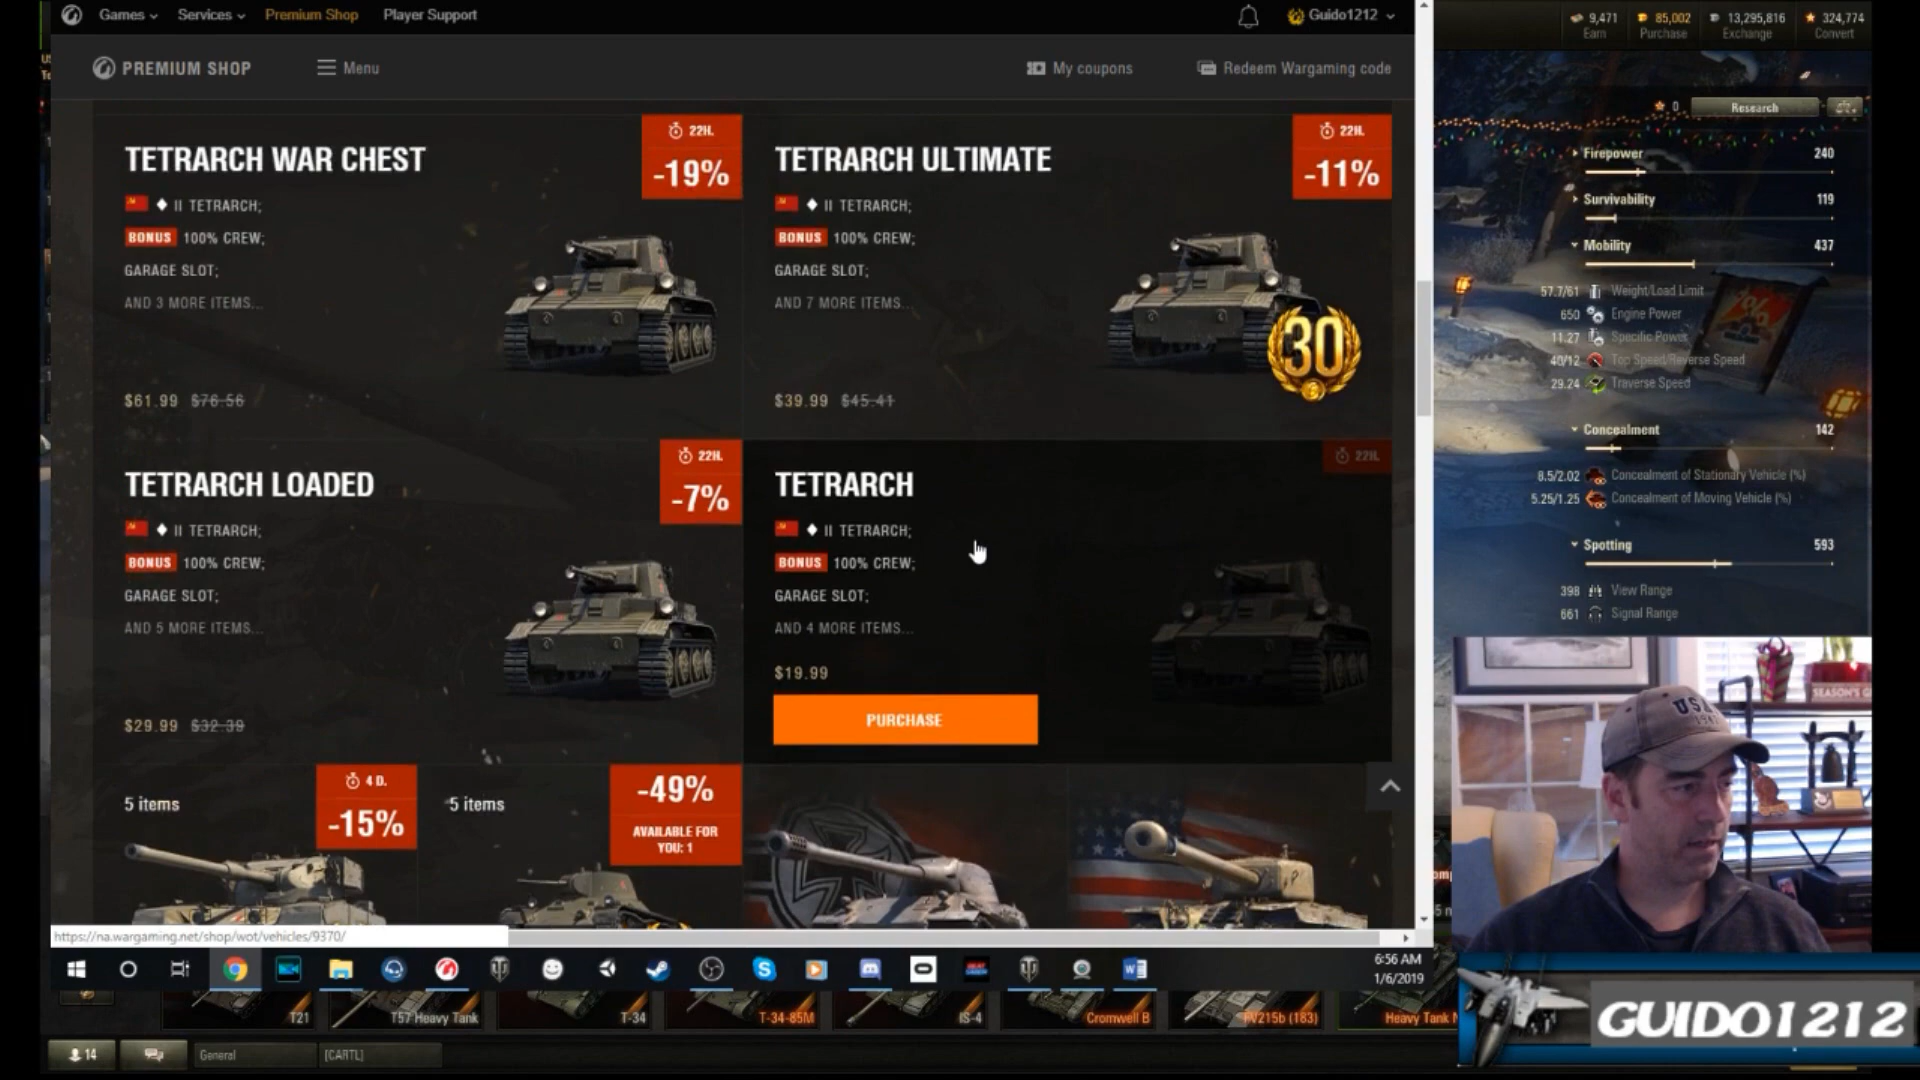 Games
Services
Premium Shop
Player Support
Guido1212
PREMIUM SHOP
Menu
My coupons
Redeem Wargaming code
9,471
Earn
85,002
Purchase
13,295,816
Exchange
324,774
Convert
TETRARCH WAR CHEST
22H.
-19%
II TETRARCH;
BONUS 100% CREW;
GARAGE SLOT;
AND 3 MORE ITEMS...
$61.99 $76.56
TETRARCH ULTIMATE
22H.
-11%
II TETRARCH;
BONUS 100% CREW;
GARAGE SLOT;
AND 7 MORE ITEMS...
30
$39.99 $45.41
TETRARCH LOADED
22H.
-7%
II TETRARCH;
BONUS 100% CREW;
GARAGE SLOT;
AND 5 MORE ITEMS...
$29.99 $32.39
TETRARCH
22H.
II TETRARCH;
BONUS 100% CREW;
GARAGE SLOT;
AND 4 MORE ITEMS...
$19.99
PURCHASE
5 items
4 D.
-15%
5 items
-49%
AVAILABLE FOR
YOU: 1
0
Research
Firepower 240
Survivability 119
Mobility 437
57.7/61 Weight/Load Limit
650 Engine Power
11.27 Specific Power
40/12 Top Speed/Reverse Speed
29.24 Traverse Speed
Concealment 142
8.5/2.02 Concealment of Stationary Vehicle (%)
5.25/1.25 Concealment of Moving Vehicle (%)
Spotting 593
398 View Range
661 Signal Range
USA
https://na.wargaming.net/shop/wot/vehicles/9370/
6:56 AM
1/6/2019
T21
T57 Heavy Tank
T-34
T-34-85M
IS-4
Cromwell B
FV215b (183)
Heavy Tank
14
General
[CARTL]
GUIDO1212